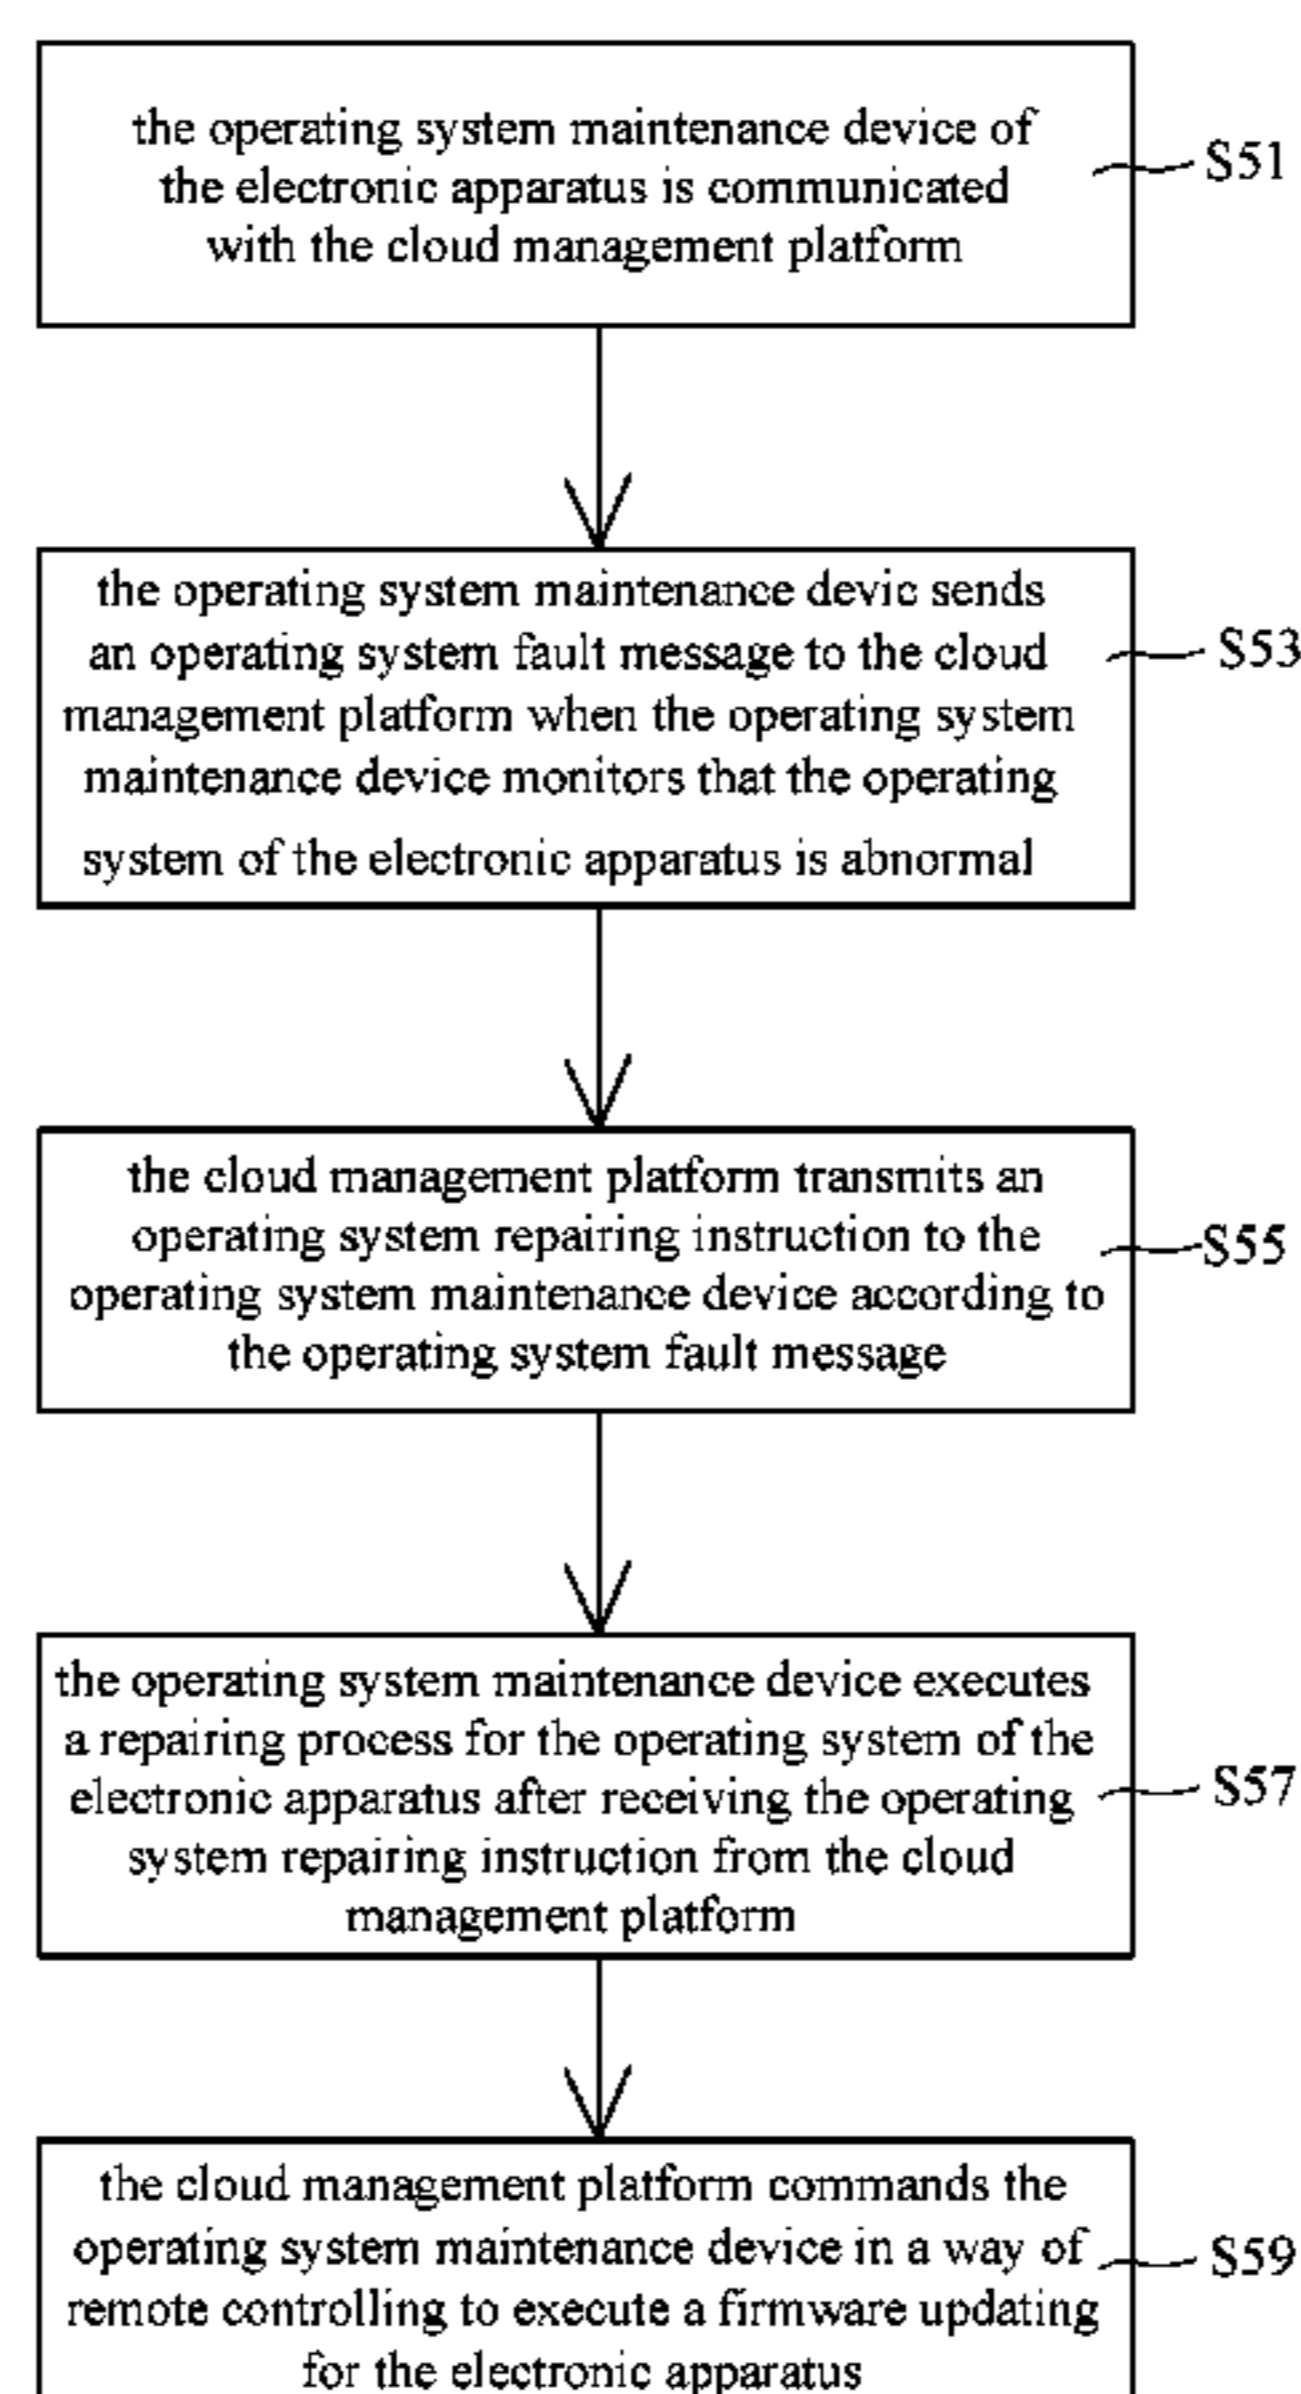 the operating system maintenance device of
the electronic apparatus is communicated
with the cloud management platform
S51
the operating system maintenance devic sends
an operating system fault message to the cloud
management platform when the operating system
maintenance device monitors that the operating
system of the electronic apparatus is abnormal
S53
the cloud management platform transmits an
operating system repairing instruction to the
operating system maintenance device according to
the operating system fault message
S55
the operating system maintenance device executes
a repairing process for the operating system of the
electronic apparatus after receiving the operating
system repairing instruction from the cloud
management platform
S57
the cloud management platform commands the
operating system maintenance device in a way of
remote controlling to execute a firmware updating
for the electronic apparatus
S59